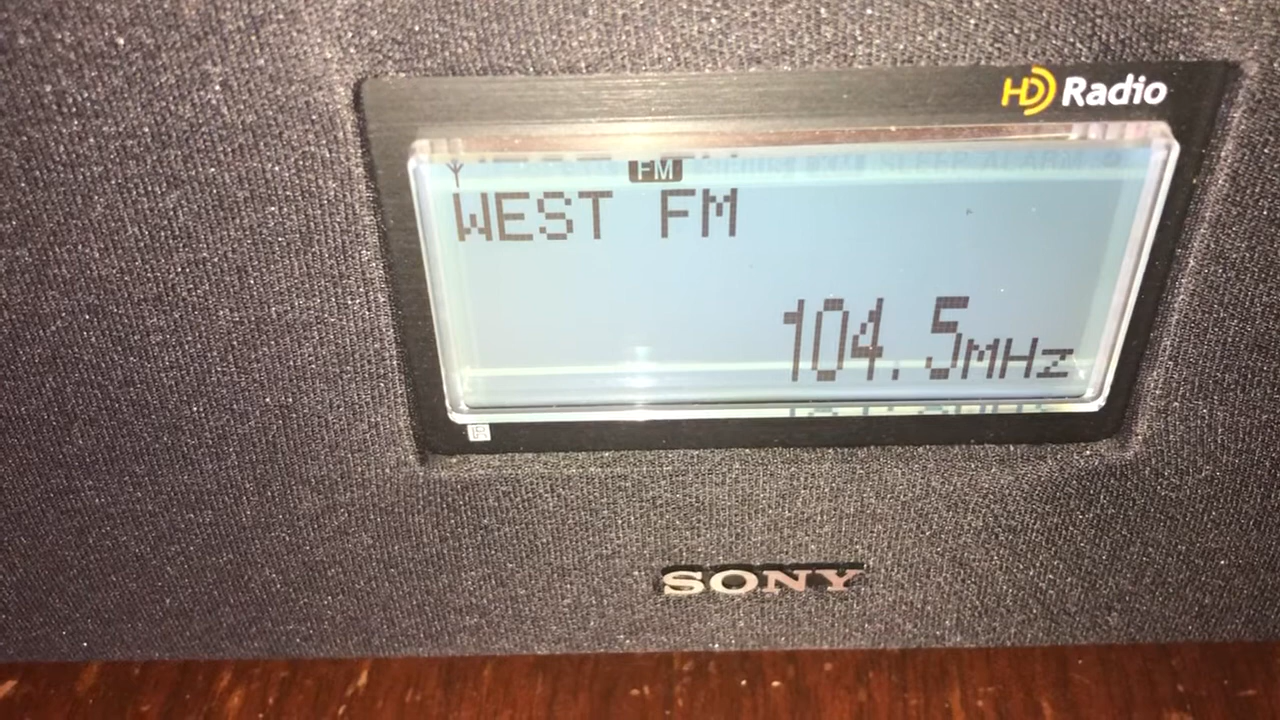 HD Radio
FM
WEST FM
104.5MHz
SONY